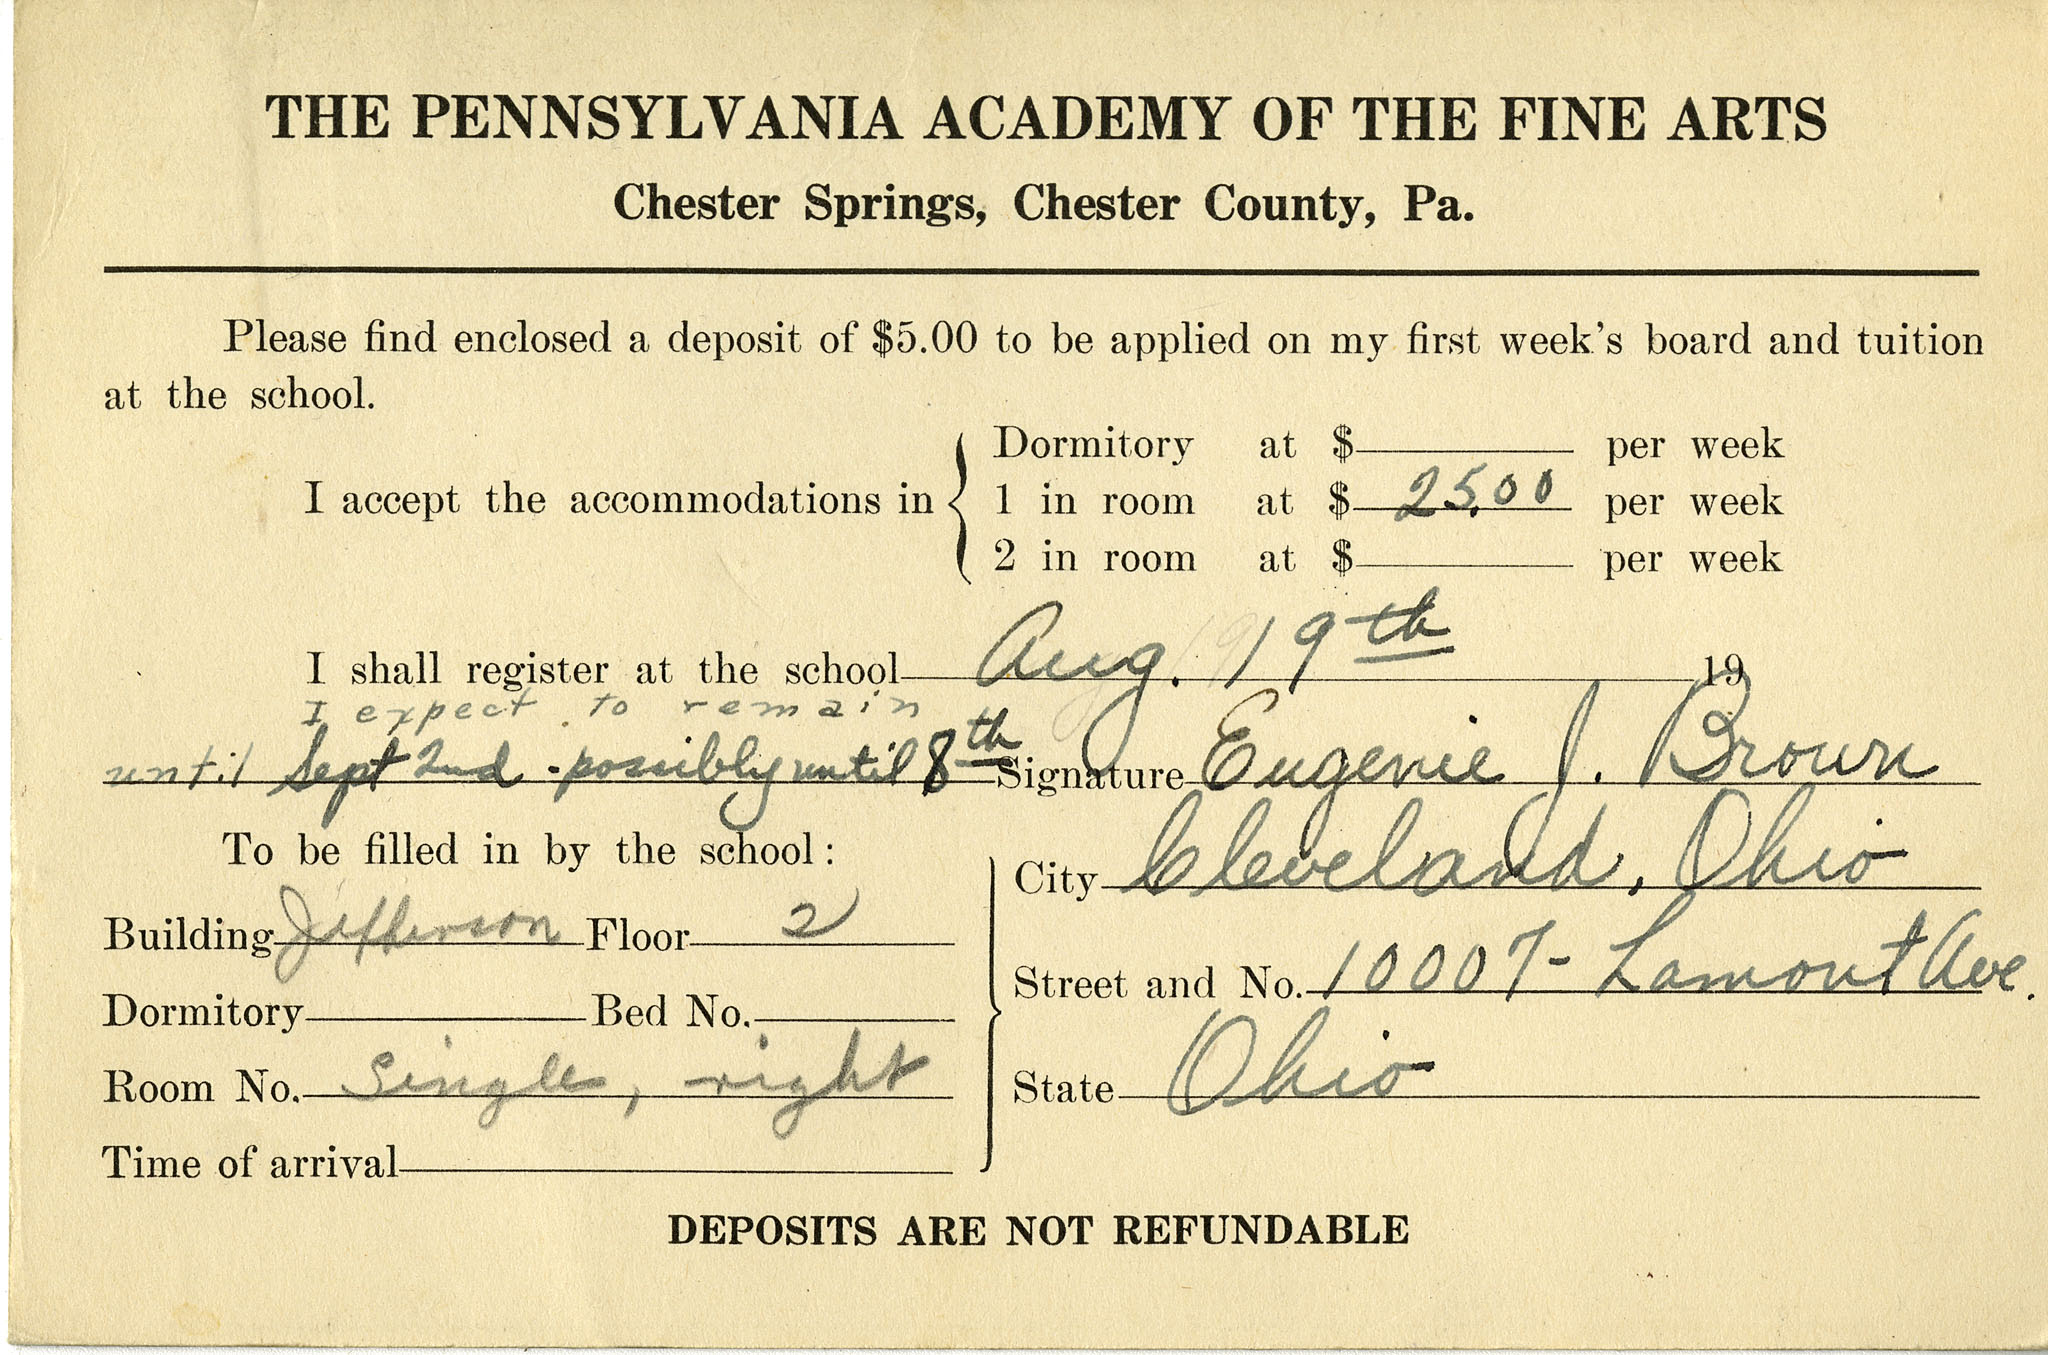 THE PENNSYLVANIA ACADEMY OF THE FINE ARTS
Chester Springs, Chester County, Pa.
Please find enclosed a deposit of $5.00 to be applied on my first week's board and tuition
at the school.
I accept the accommodations in
Dormitory at $ per week
1 in room at $ 25.00 per week
2 in room at $ per week
I shall register at the school Aug. 19th 19
I expect to remain
until Sept 2nd - possibly until 8th Signature Eugenie J. Brown
To be filled in by the school:
Building Jefferson Floor 2
Dormitory Bed No.
Room No. Single, right
Time of arrival
City Cleveland, Ohio
Street and No. 10007- Lamont Ave.
State Ohio
DEPOSITS ARE NOT REFUNDABLE